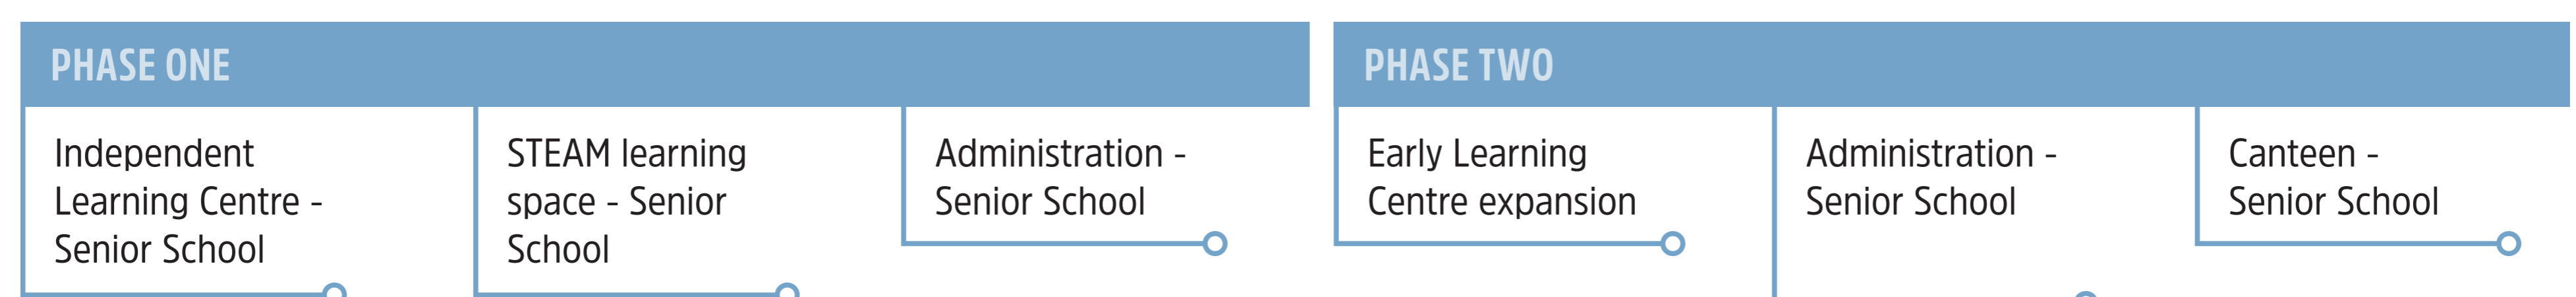 PHASE ONE
Independent
Learning Centre -
Senior School
STEAM learning
space - Senior
School
Administration -
Senior School
PHASE TWO
Early Learning
Centre expansion
Administration -
Senior School
Canteen -
Senior School